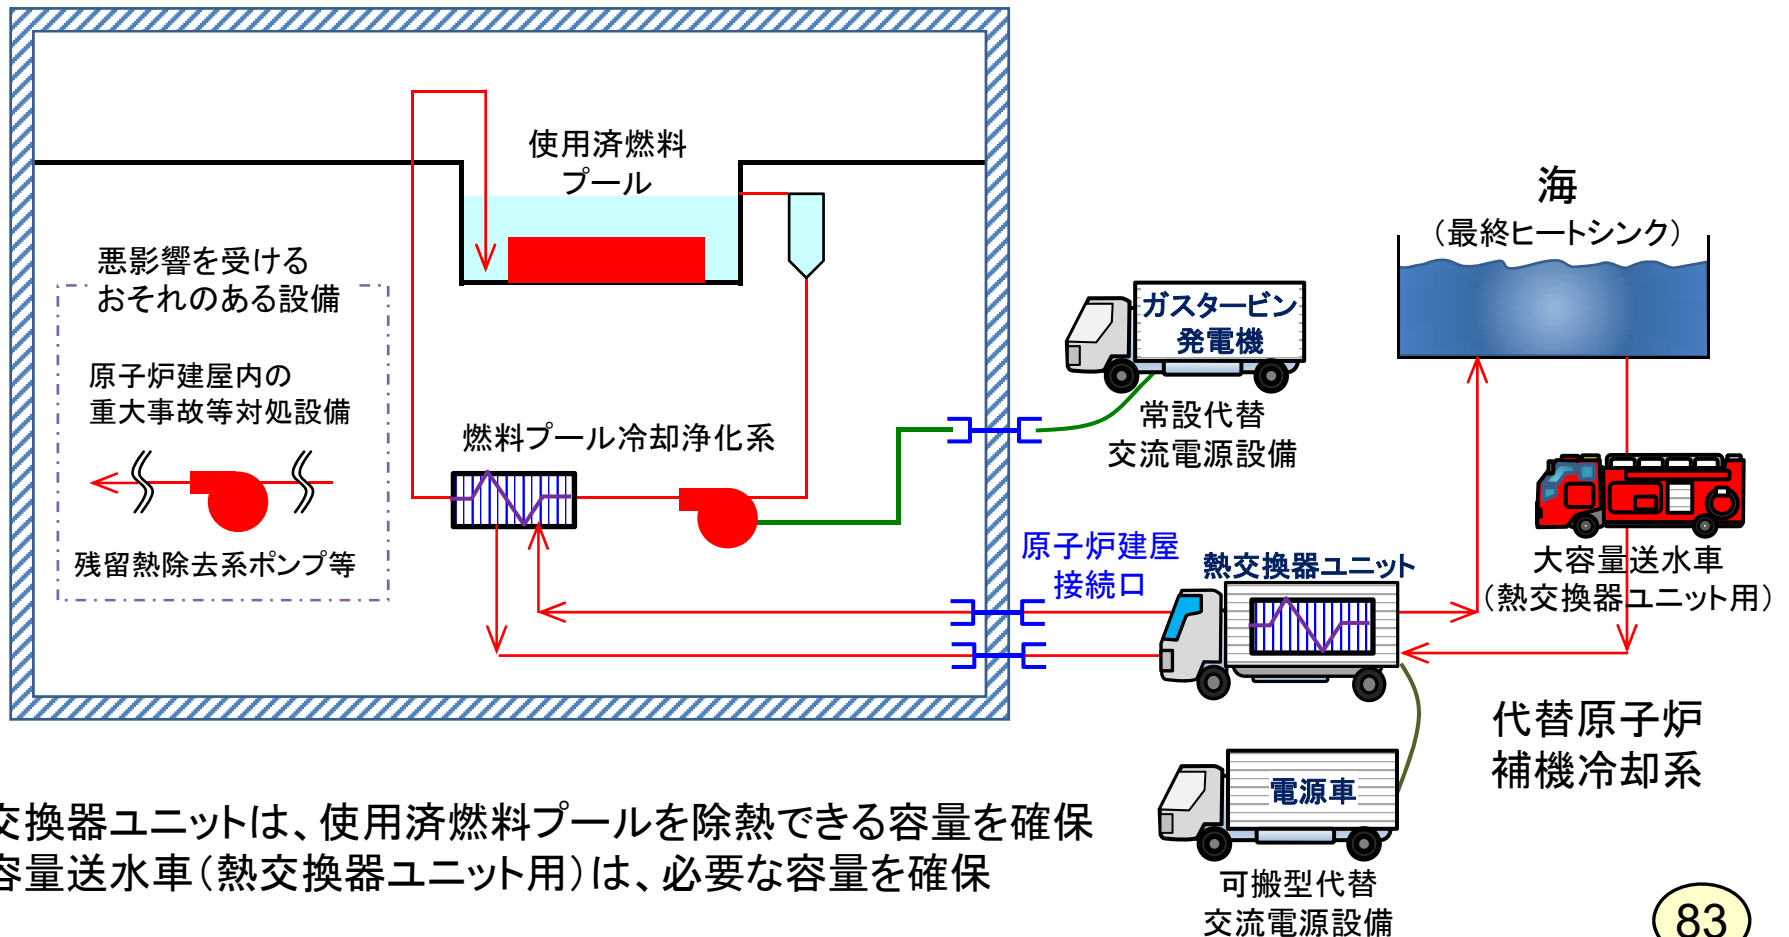 使用済燃料
プール
悪影響を受ける
おそれのある設備
原子炉建屋内の
重大事故等対処設備
残留熱除去系ポンプ等
燃料プール冷却浄化系
ガスタービン
発電機
常設代替
交流電源設備
海
（最終ヒートシンク）
原子炉建屋
接続口
熱交換器ユニット
大容量送水車
（熱交換器ユニット用）
代替原子炉
補機冷却系
電源車
可搬型代替
交流電源設備
交換器ユニットは、使用済燃料プールを除熱できる容量を確保
容量送水車（熱交換器ユニット用）は、必要な容量を確保
83